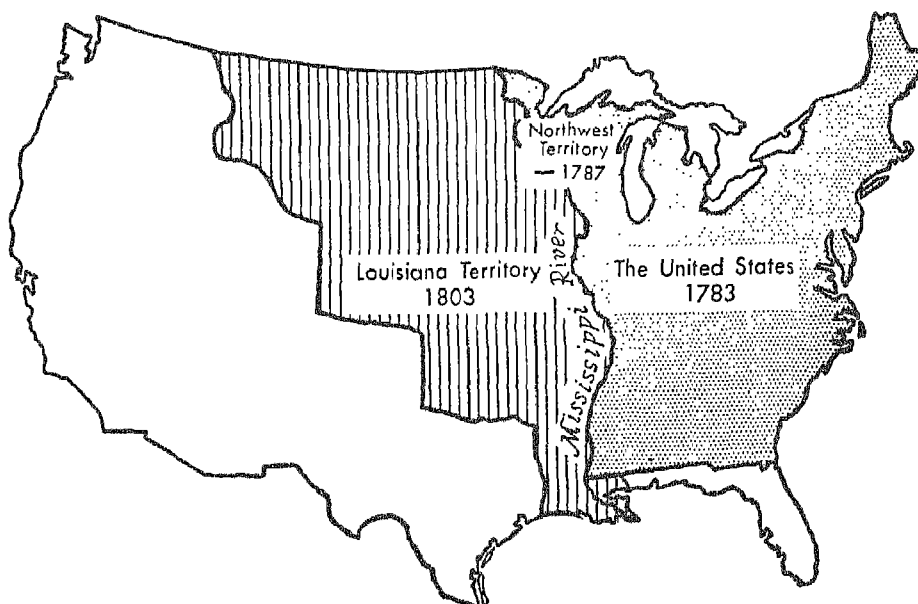 Northwest
Territory
— 1787
Louisiana Territory
1803
Mississippi River
The United States
1783